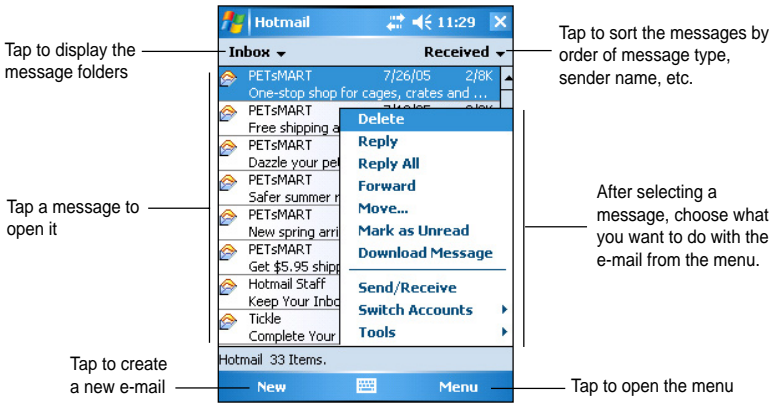 Hotmail 11:29
Tap to display the
message folders
Inbox
Received
Tap to sort the messages by
order of message type,
sender name, etc.
PETsMART 7/26/05 2/8K
One-stop shop for cages, crates and ...
PETsMART
Free shipping a
PETsMART
Dazzle your pet
PETsMART
Safer summer r
PETsMART
New spring arri
PETsMART
Get $5.95 shipp
Hotmail Staff
Keep Your Inbo
Tickle
Complete Your
Delete
Reply
Reply All
Forward
Move...
Mark as Unread
Download Message
Send/Receive
Switch Accounts
Tools
Tap a message to
open it
After selecting a
message, choose what
you want to do with the
e-mail from the menu.
Hotmail 33 Items.
Tap to create
a new e-mail
New
Menu
Tap to open the menu